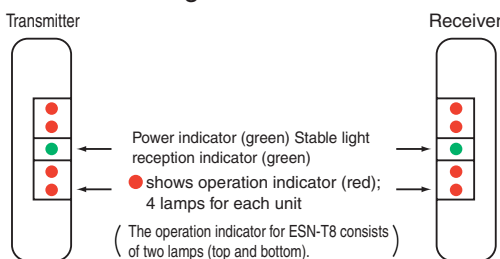 Transmitter
Receiver
Power indicator (green) Stable light
reception indicator (green)
shows operation indicator (red);
4 lamps for each unit
( The operation indicator for ESN-T8 consists
of two lamps (top and bottom). )